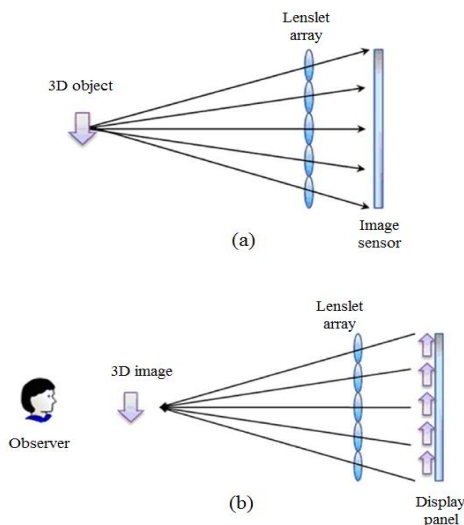 Lenslet
array
3D object
Image
sensor
(a)
Lenslet
array
3D image
Observer
Display
panel
(b)